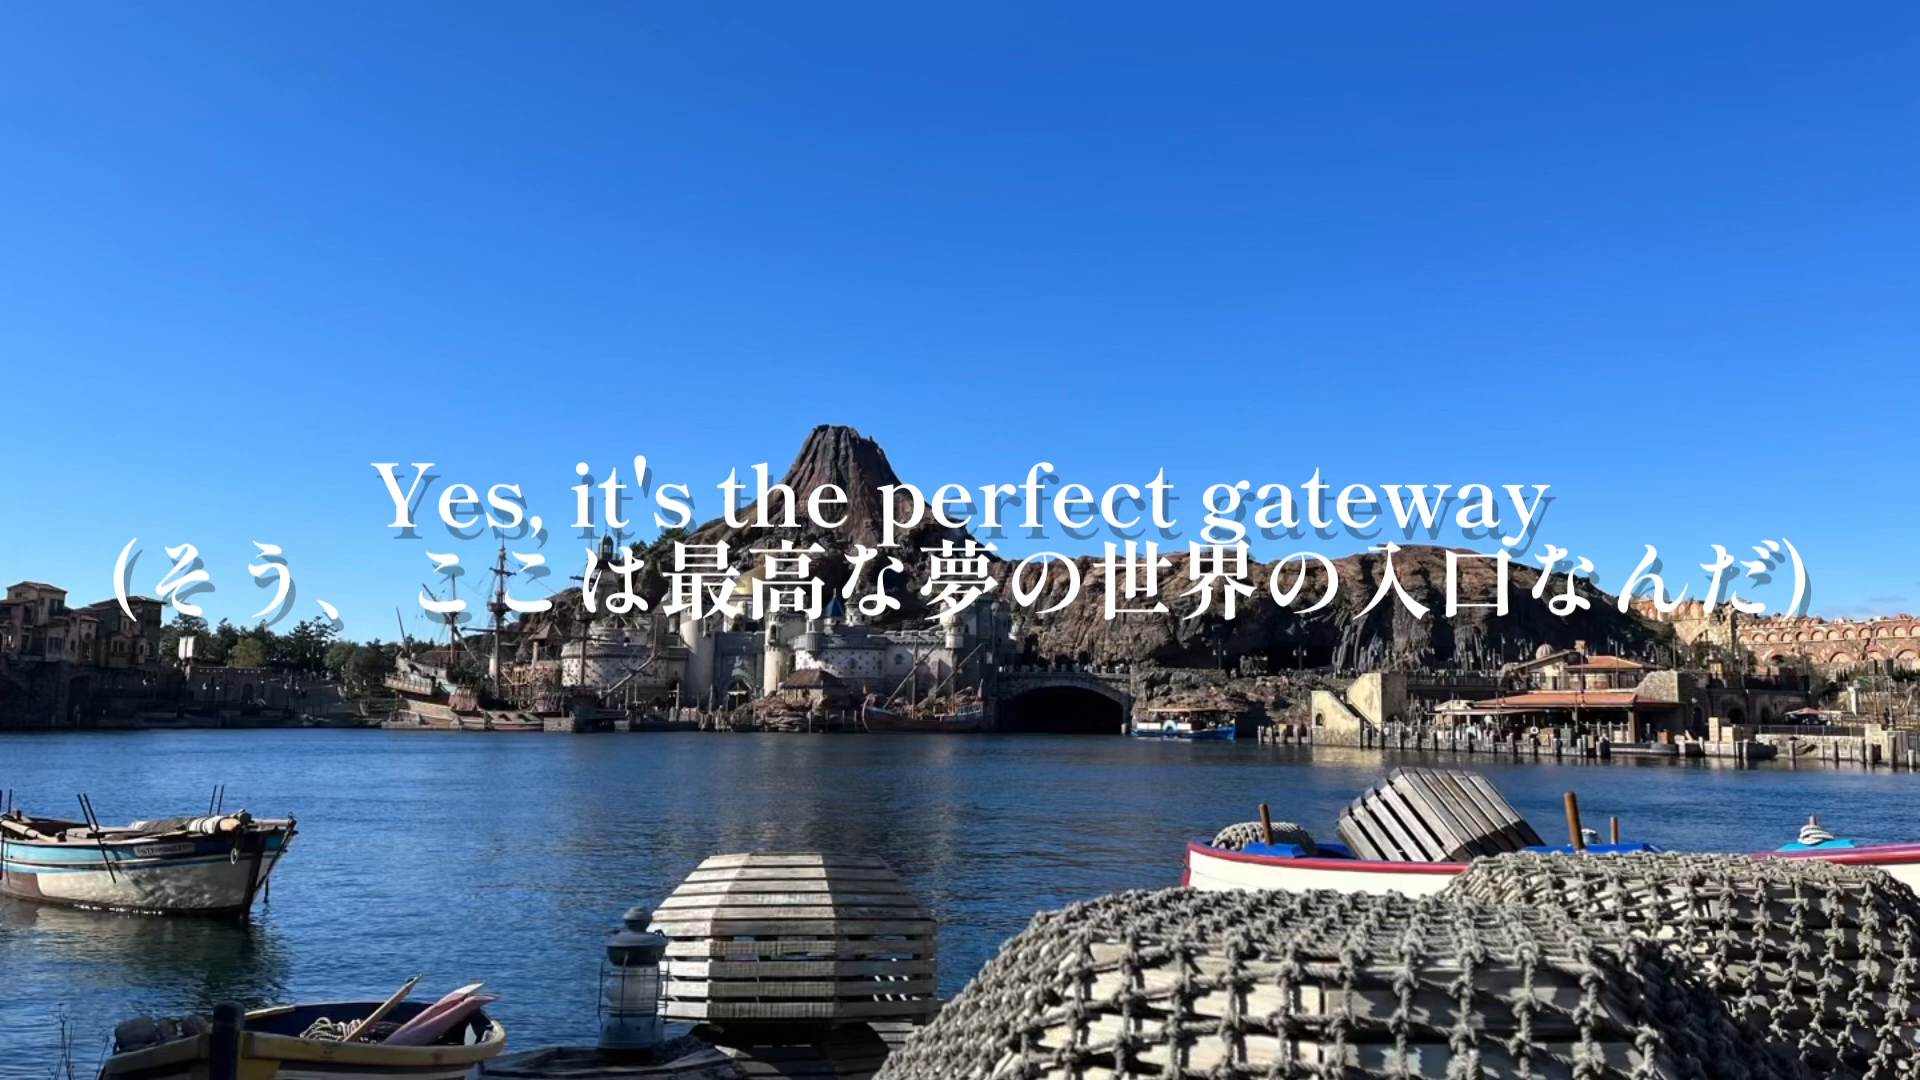 Yes, it's the perfect gateway
(そう、ここは最高な夢の世界の入口なんだ)